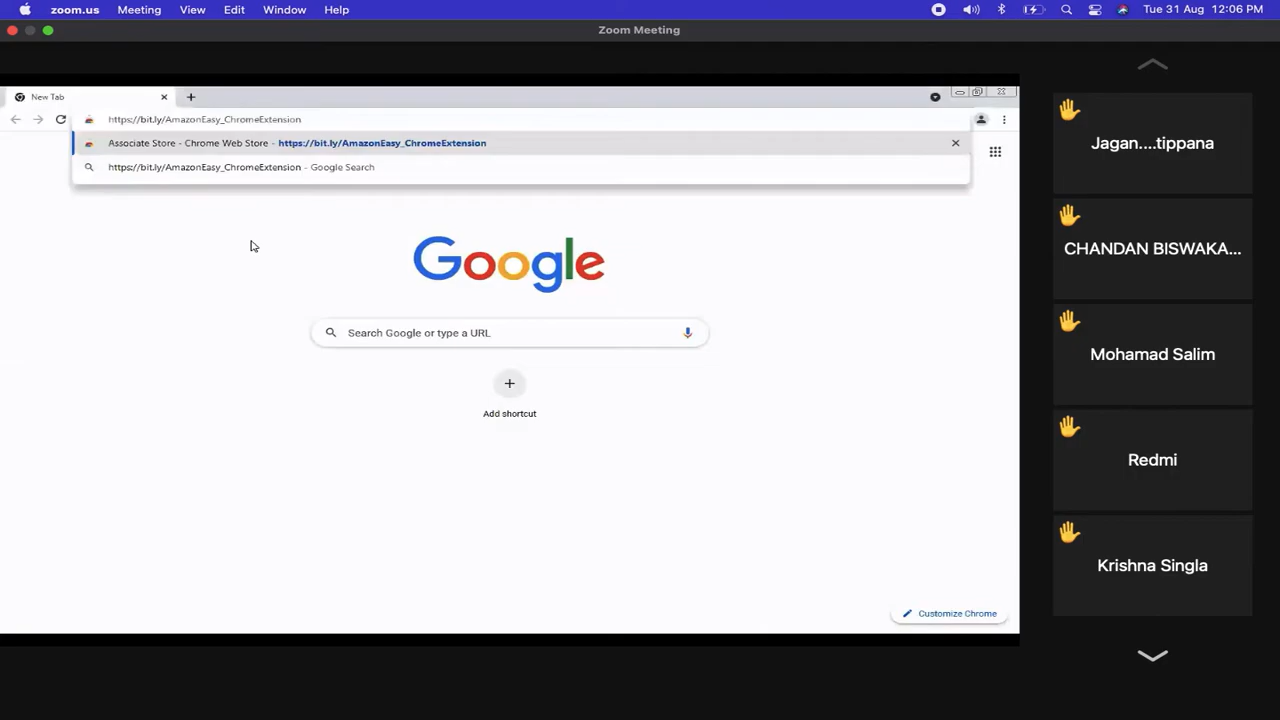 zoom.us Meeting View Edit Window Help Tue 31 Aug 12:06 PM
Zoom Meeting
New Tab
https://bit.ly/AmazonEasy_ChromeExtension
Associate Store - Chrome Web Store - https://bit.ly/AmazonEasy_ChromeExtension
https://bit.ly/AmazonEasy_ChromeExtension - Google Search
Google
Search Google or type a URL
Add shortcut
Customize Chrome
Jagan....tippana
CHANDAN BISWAKA...
Mohamad Salim
Redmi
Krishna Singla